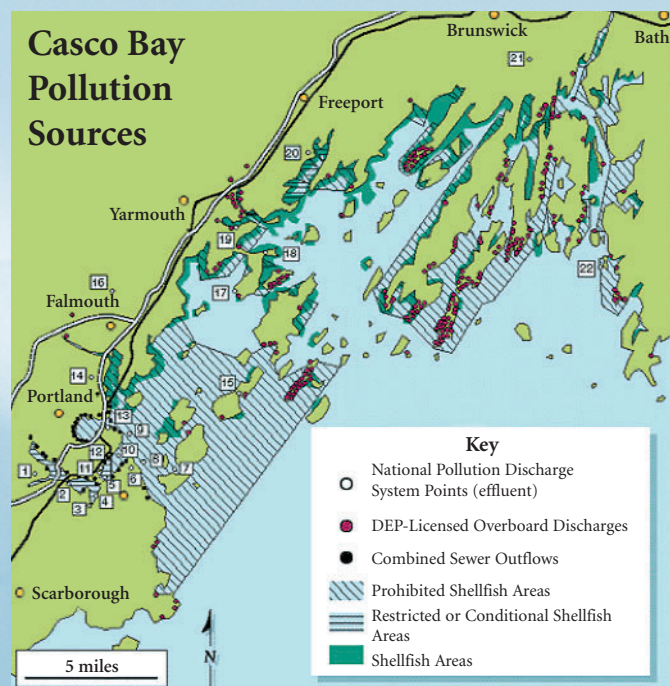 Casco Bay
Pollution
Sources
Brunswick
Bath
21
Freeport
20
Yarmouth
19
18
22
17
16
Falmouth
14
15
Portland
13
9
12
10
1
11
8
7
5
6
2
4
3
Scarborough
5 miles
N
Key
National Pollution Discharge
System Points (effluent)
DEP-Licensed Overboard Discharges
Combined Sewer Outflows
Prohibited Shellfish Areas
Restricted or Conditional Shellfish
Areas
Shellfish Areas